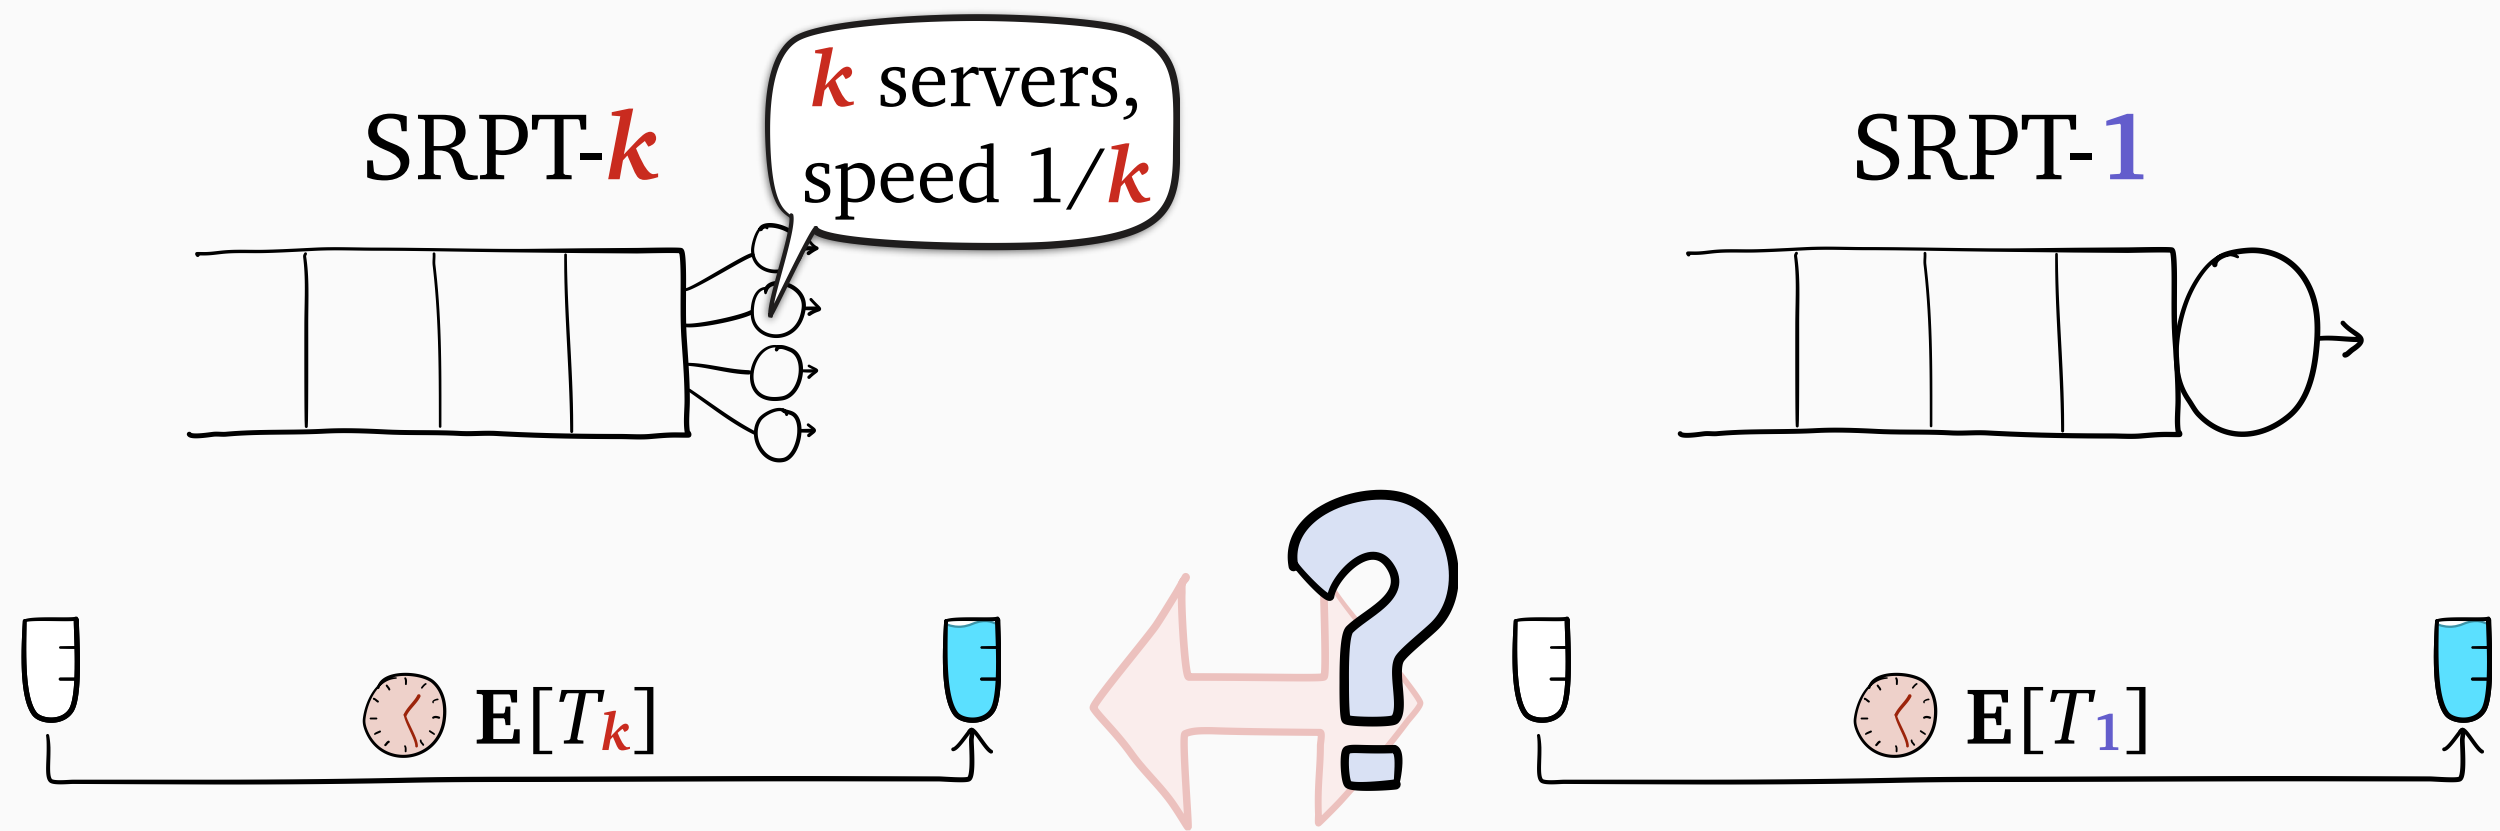 k servers,
speed 1/k
SRPT-k
SRPT-1
?
E[Tk]
E[T1]